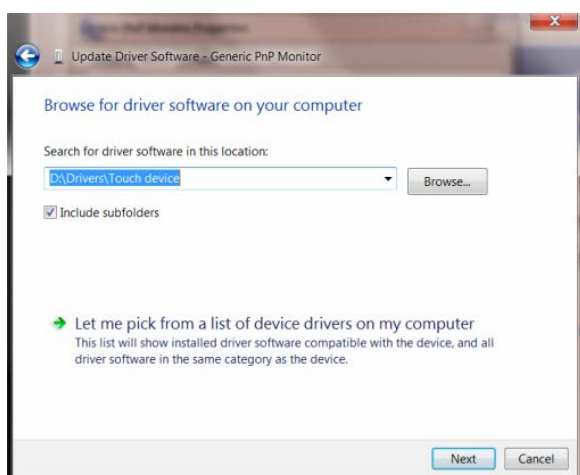 Update Driver Software - Generic PnP Monitor
Browse for driver software on your computer
Search for driver software in this location:
D:\Drivers\Touch device
Browse...
Include subfolders
Let me pick from a list of device drivers on my computer
This list will show installed driver software compatible with the device, and all
driver software in the same category as the device.
Next
Cancel